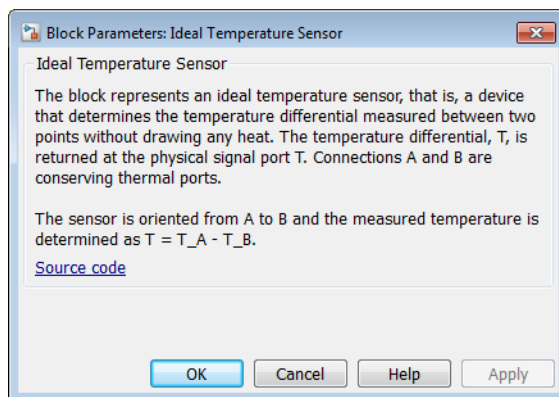 Block Parameters: Ideal Temperature Sensor
Ideal Temperature Sensor
The block represents an ideal temperature sensor, that is, a device
that determines the temperature differential measured between two
points without drawing any heat. The temperature differential, T, is
returned at the physical signal port T. Connections A and B are
conserving thermal ports.
The sensor is oriented from A to B and the measured temperature is
determined as T = T_A - T_B.
Source code
OK Cancel Help Apply